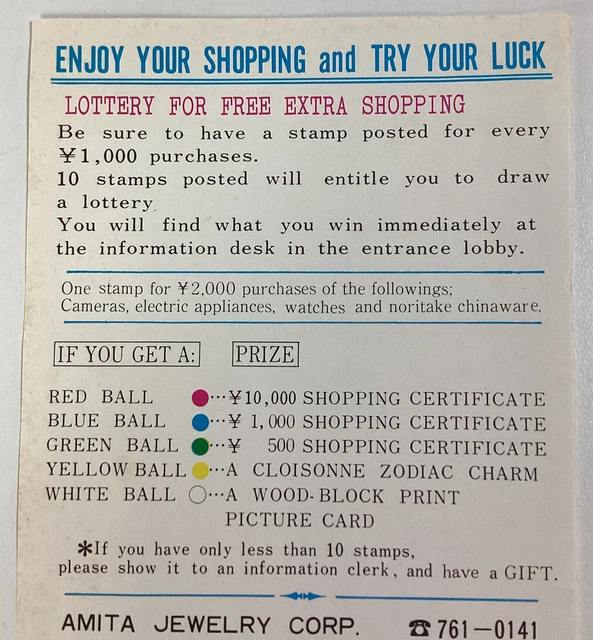 ENJOY YOUR SHOPPING and TRY YOUR LUCK
LOTTERY FOR FREE EXTRA SHOPPING
Be sure to have a stamp posted for every
¥1,000 purchases.
10 stamps posted will entitle you to draw
a lottery
You will find what you win immediately at
the information desk in the entrance lobby.
One stamp for ¥2,000 purchases of the followings;
Cameras, electric appliances, watches and noritake chinaware.
IF YOU GET A: PRIZE
RED BALL ●…¥10,000 SHOPPING CERTIFICATE
BLUE BALL ●…¥ 1,000 SHOPPING CERTIFICATE
GREEN BALL ●…¥ 500 SHOPPING CERTIFICATE
YELLOW BALL ●…A CLOISONNE ZODIAC CHARM
WHITE BALL ○…A WOOD-BLOCK PRINT
PICTURE CARD
*If you have only less than 10 stamps,
please show it to an information clerk, and have a GIFT.
AMITA JEWELRY CORP. ☎761-0141